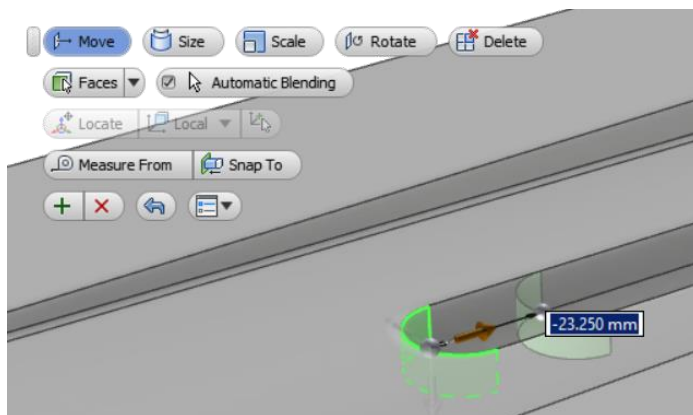 Move Size Scale Rotate Delete
Faces Automatic Blending
Locate Local
Measure From Snap To
-23.250 mm